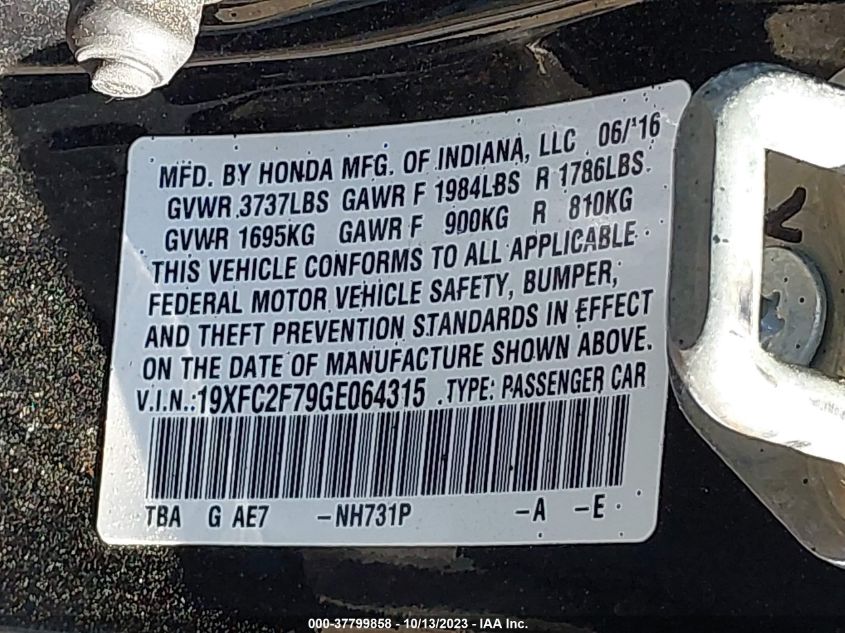 MFD. BY HONDA MFG. OF INDIANA, LLC 06/'16
GVWR 3737LBS GAWR F 1984LBS R 1786LBS
GVWR 1695KG GAWR F 900KG R 810KG
THIS VEHICLE CONFORMS TO ALL APPLICABLE
FEDERAL MOTOR VEHICLE SAFETY, BUMPER,
AND THEFT PREVENTION STANDARDS IN EFFECT
ON THE DATE OF MANUFACTURE SHOWN ABOVE.
V.I.N.:19XFC2F79GE064315 TYPE: PASSENGER CAR
TBA G AE7 -NH731P -A -E
000-37799858 - 10/13/2023 - IAA Inc.